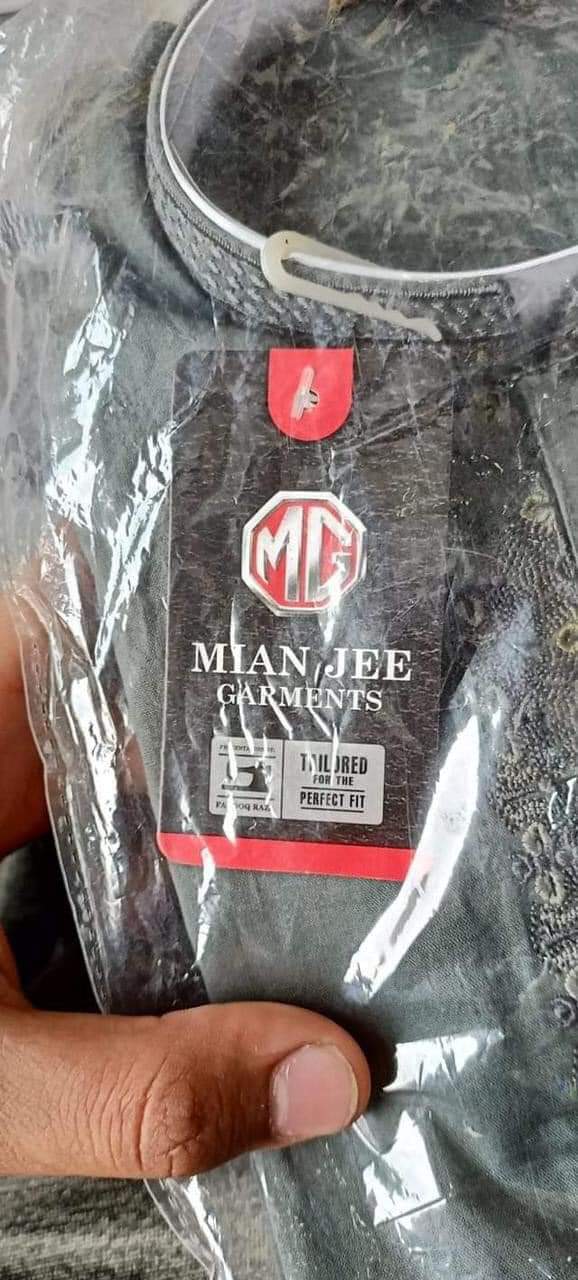 MG
MIAN JEE
GARMENTS
TAILORED
FOR THE
PERFECT FIT